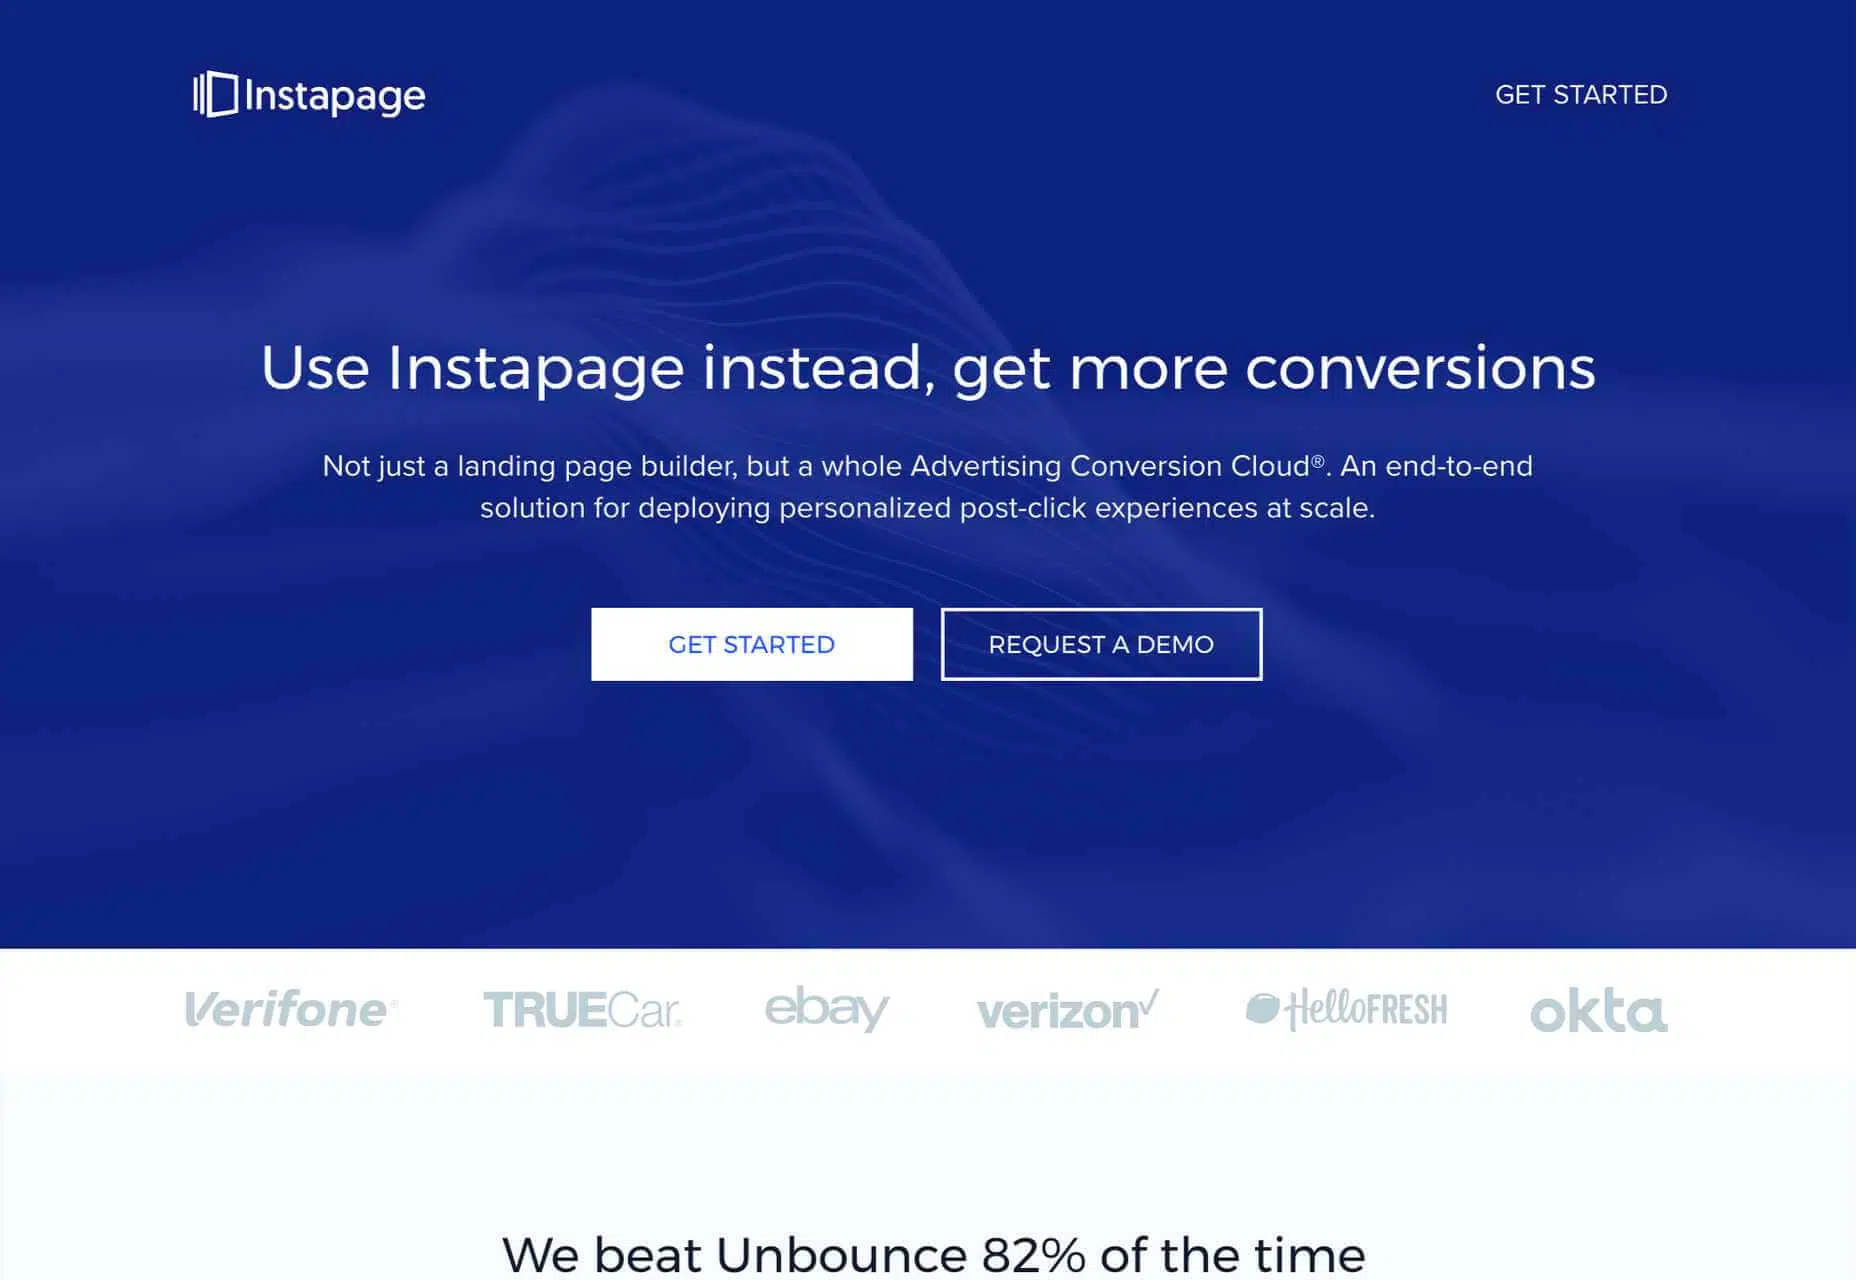 Instapage
GET STARTED
Use Instapage instead, get more conversions
Not just a landing page builder, but a whole Advertising Conversion Cloud®. An end-to-end
solution for deploying personalized post-click experiences at scale.
GET STARTED
REQUEST A DEMO
Verifone®
TRUECar.
ebay
verizon✓
HelloFRESH
okta
We beat Unbounce 82% of the time